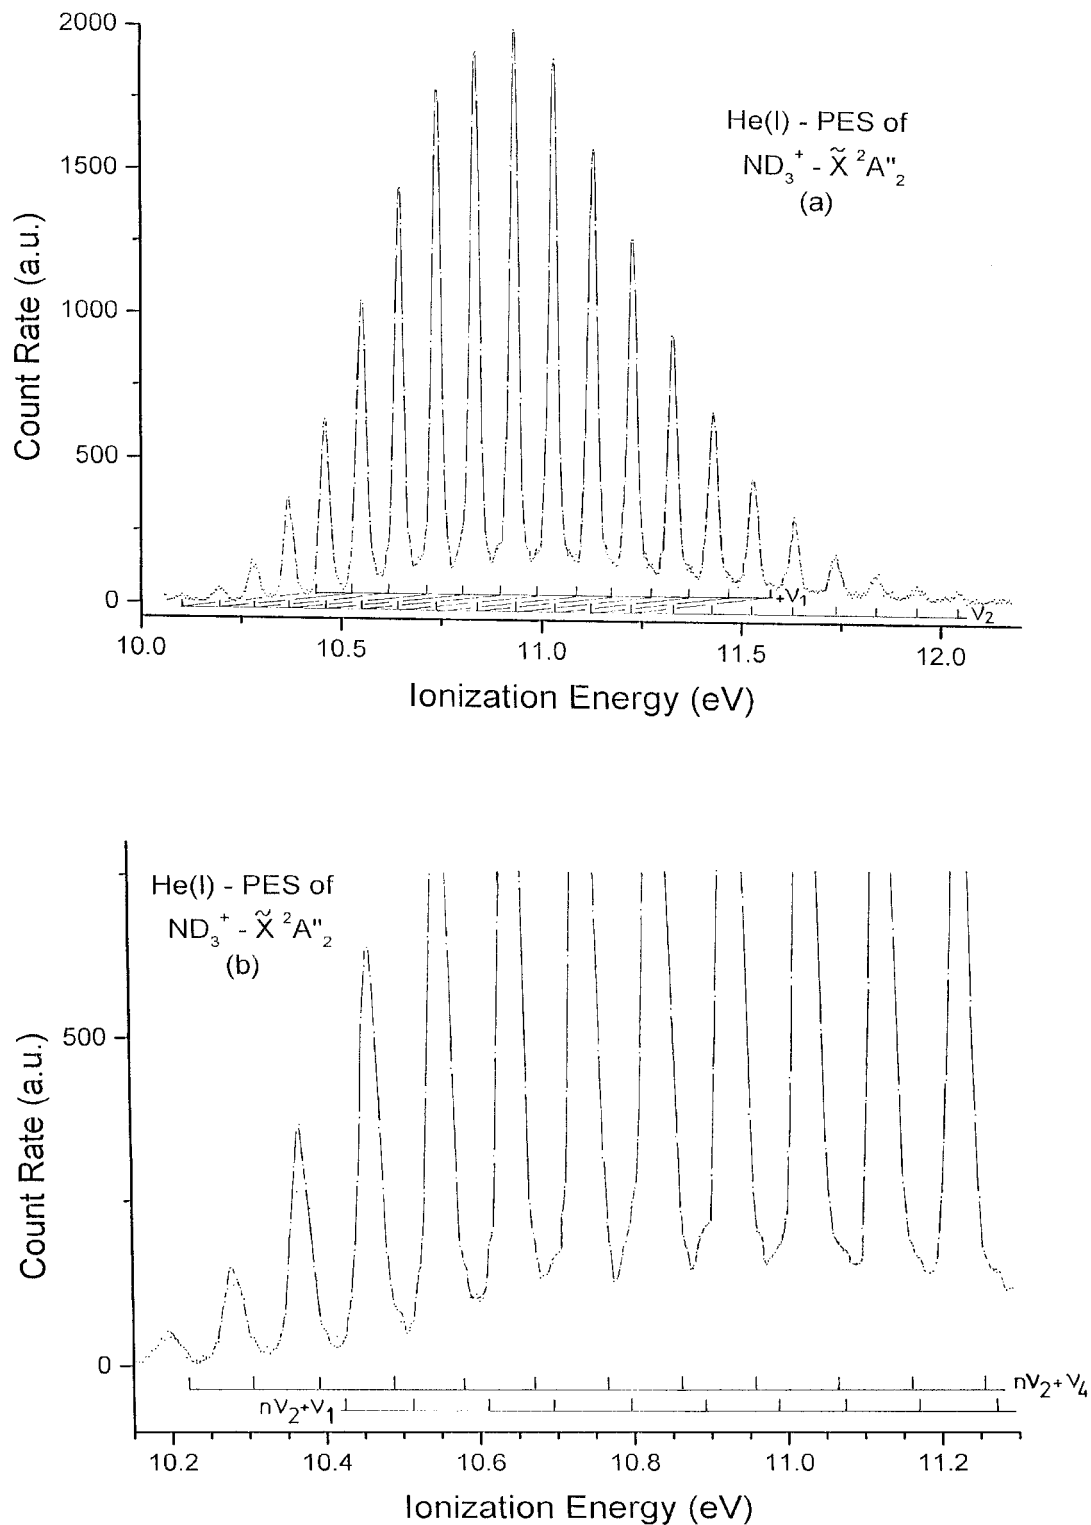 2000
1500
1000
500
0
Count Rate (a.u.)
He(I) - PES of
ND₃⁺ - X̃ ²A"₂
(a)
+ν₁
ν₂
10.0 10.5 11.0 11.5 12.0
Ionization Energy (eV)
He(I) - PES of
ND₃⁺ - X̃ ²A"₂
(b)
500
0
Count Rate (a.u.)
nν₂+ν₄
nν₂+ν₁
10.2 10.4 10.6 10.8 11.0 11.2
Ionization Energy (eV)